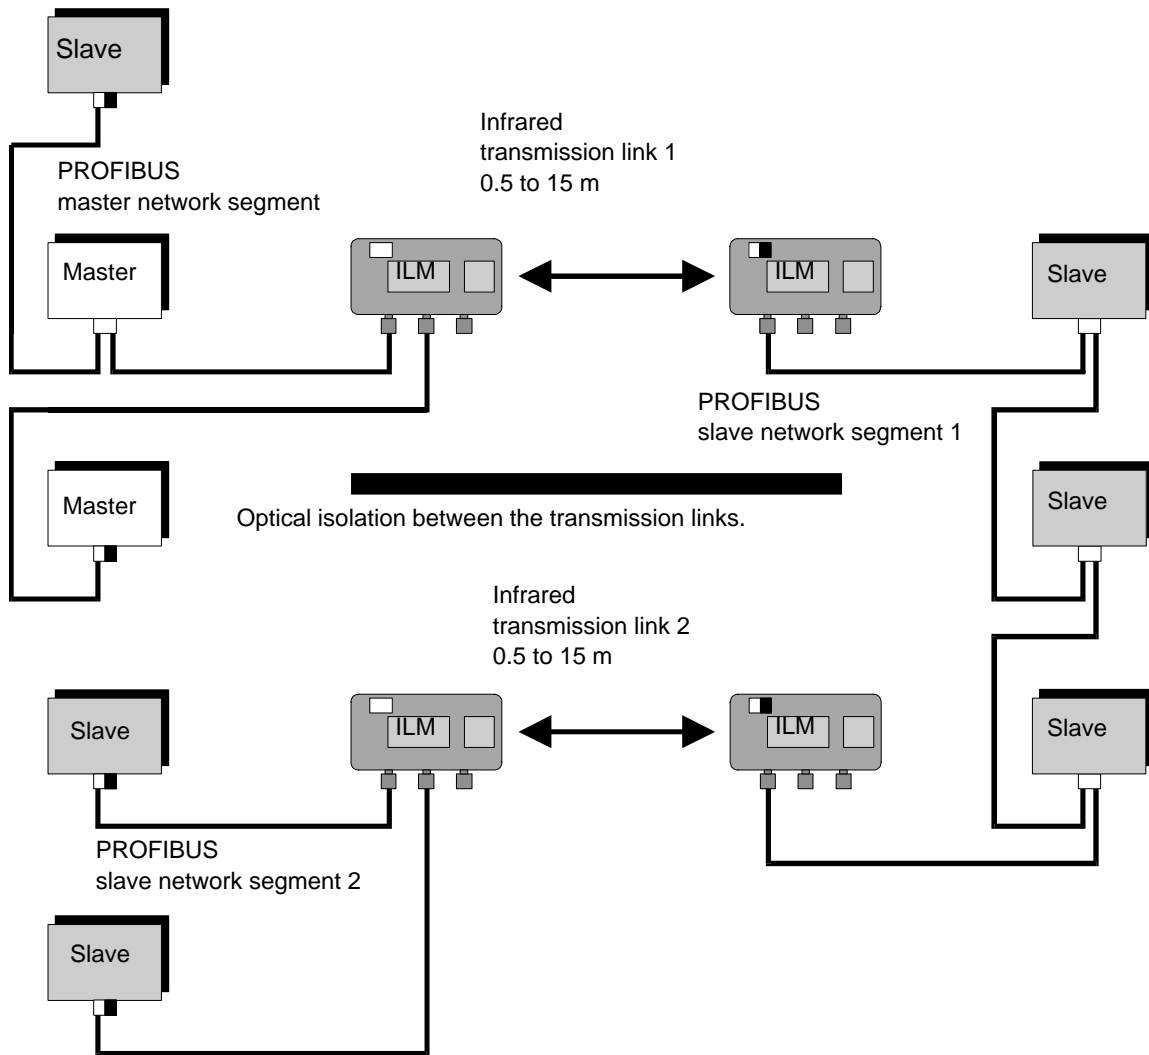 Slave
Infrared
transmission link 1
0.5 to 15 m
PROFIBUS
master network segment
Master
ILM
ILM
Slave
PROFIBUS
slave network segment 1
Master
Slave
Optical isolation between the transmission links.
Infrared
transmission link 2
0.5 to 15 m
Slave
ILM
ILM
Slave
PROFIBUS
slave network segment 2
Slave